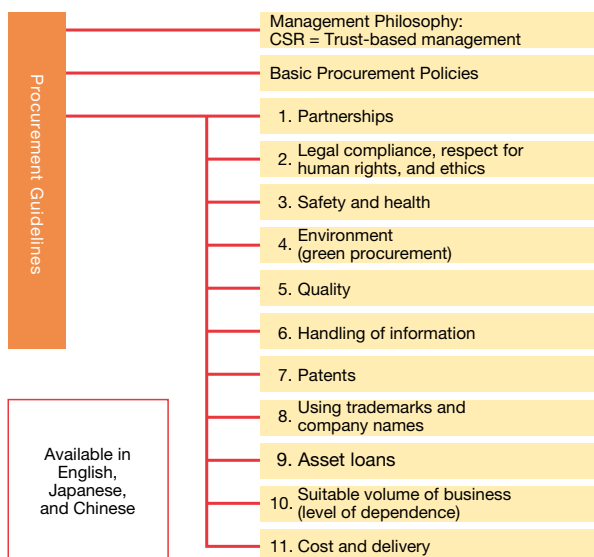 Procurement Guidelines
Management Philosophy:
CSR = Trust-based management
Basic Procurement Policies
1. Partnerships
2. Legal compliance, respect for
human rights, and ethics
3. Safety and health
4. Environment
(green procurement)
5. Quality
6. Handling of information
7. Patents
8. Using trademarks and
company names
9. Asset loans
10. Suitable volume of business
(level of dependence)
11. Cost and delivery
Available in
English,
Japanese,
and Chinese